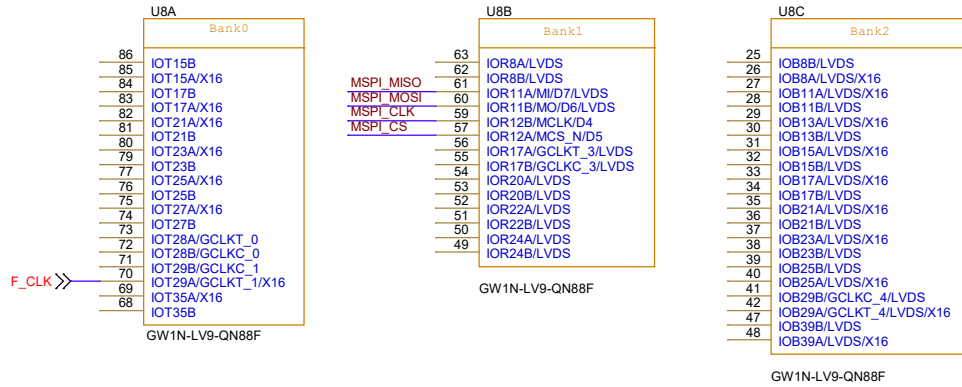 U8A
Bank0
86 IOT15B
85 IOT15A/X16
84 IOT17B
83 IOT17A/X16
82 IOT21A/X16
81 IOT21B
80 IOT23A/X16
79 IOT23B
77 IOT25A/X16
76 IOT25B
75 IOT27A/X16
74 IOT27B
73 IOT28A/GCLKT_0
72 IOT28B/GCLKC_0
71 IOT29B/GCLKC_1
F_CLK 70 IOT29A/GCLKT_1/X16
69 IOT35A/X16
68 IOT35B
GW1N-LV9-QN88F
U8B
Bank1
63 IOR8A/LVDS
62 IOR8B/LVDS
MSPI_MISO 61 IOR11A/MI/D7/LVDS
MSPI_MOSI 60 IOR11B/MO/D6/LVDS
MSPI_CLK 59 IOR12B/MCLK/D4
MSPI_CS 57 IOR12A/MCS_N/D5
56 IOR17A/GCLKT_3/LVDS
55 IOR17B/GCLKC_3/LVDS
54 IOR20A/LVDS
53 IOR20B/LVDS
52 IOR22A/LVDS
51 IOR22B/LVDS
50 IOR24A/LVDS
49 IOR24B/LVDS
GW1N-LV9-QN88F
U8C
Bank2
25 IOB8B/LVDS
26 IOB8A/LVDS/X16
27 IOB11A/LVDS/X16
28 IOB11B/LVDS
29 IOB13A/LVDS/X16
30 IOB13B/LVDS
31 IOB15A/LVDS/X16
32 IOB15B/LVDS
33 IOB17A/LVDS/X16
34 IOB17B/LVDS
35 IOB21A/LVDS/X16
36 IOB21B/LVDS
37 IOB23A/LVDS/X16
38 IOB23B/LVDS
39 IOB25B/LVDS
40 IOB25A/LVDS/X16
41 IOB29B/GCLKC_4/LVDS
42 IOB29A/GCLKT_4/LVDS/X16
47 IOB39B/LVDS
48 IOB39A/LVDS/X16
GW1N-LV9-QN88F